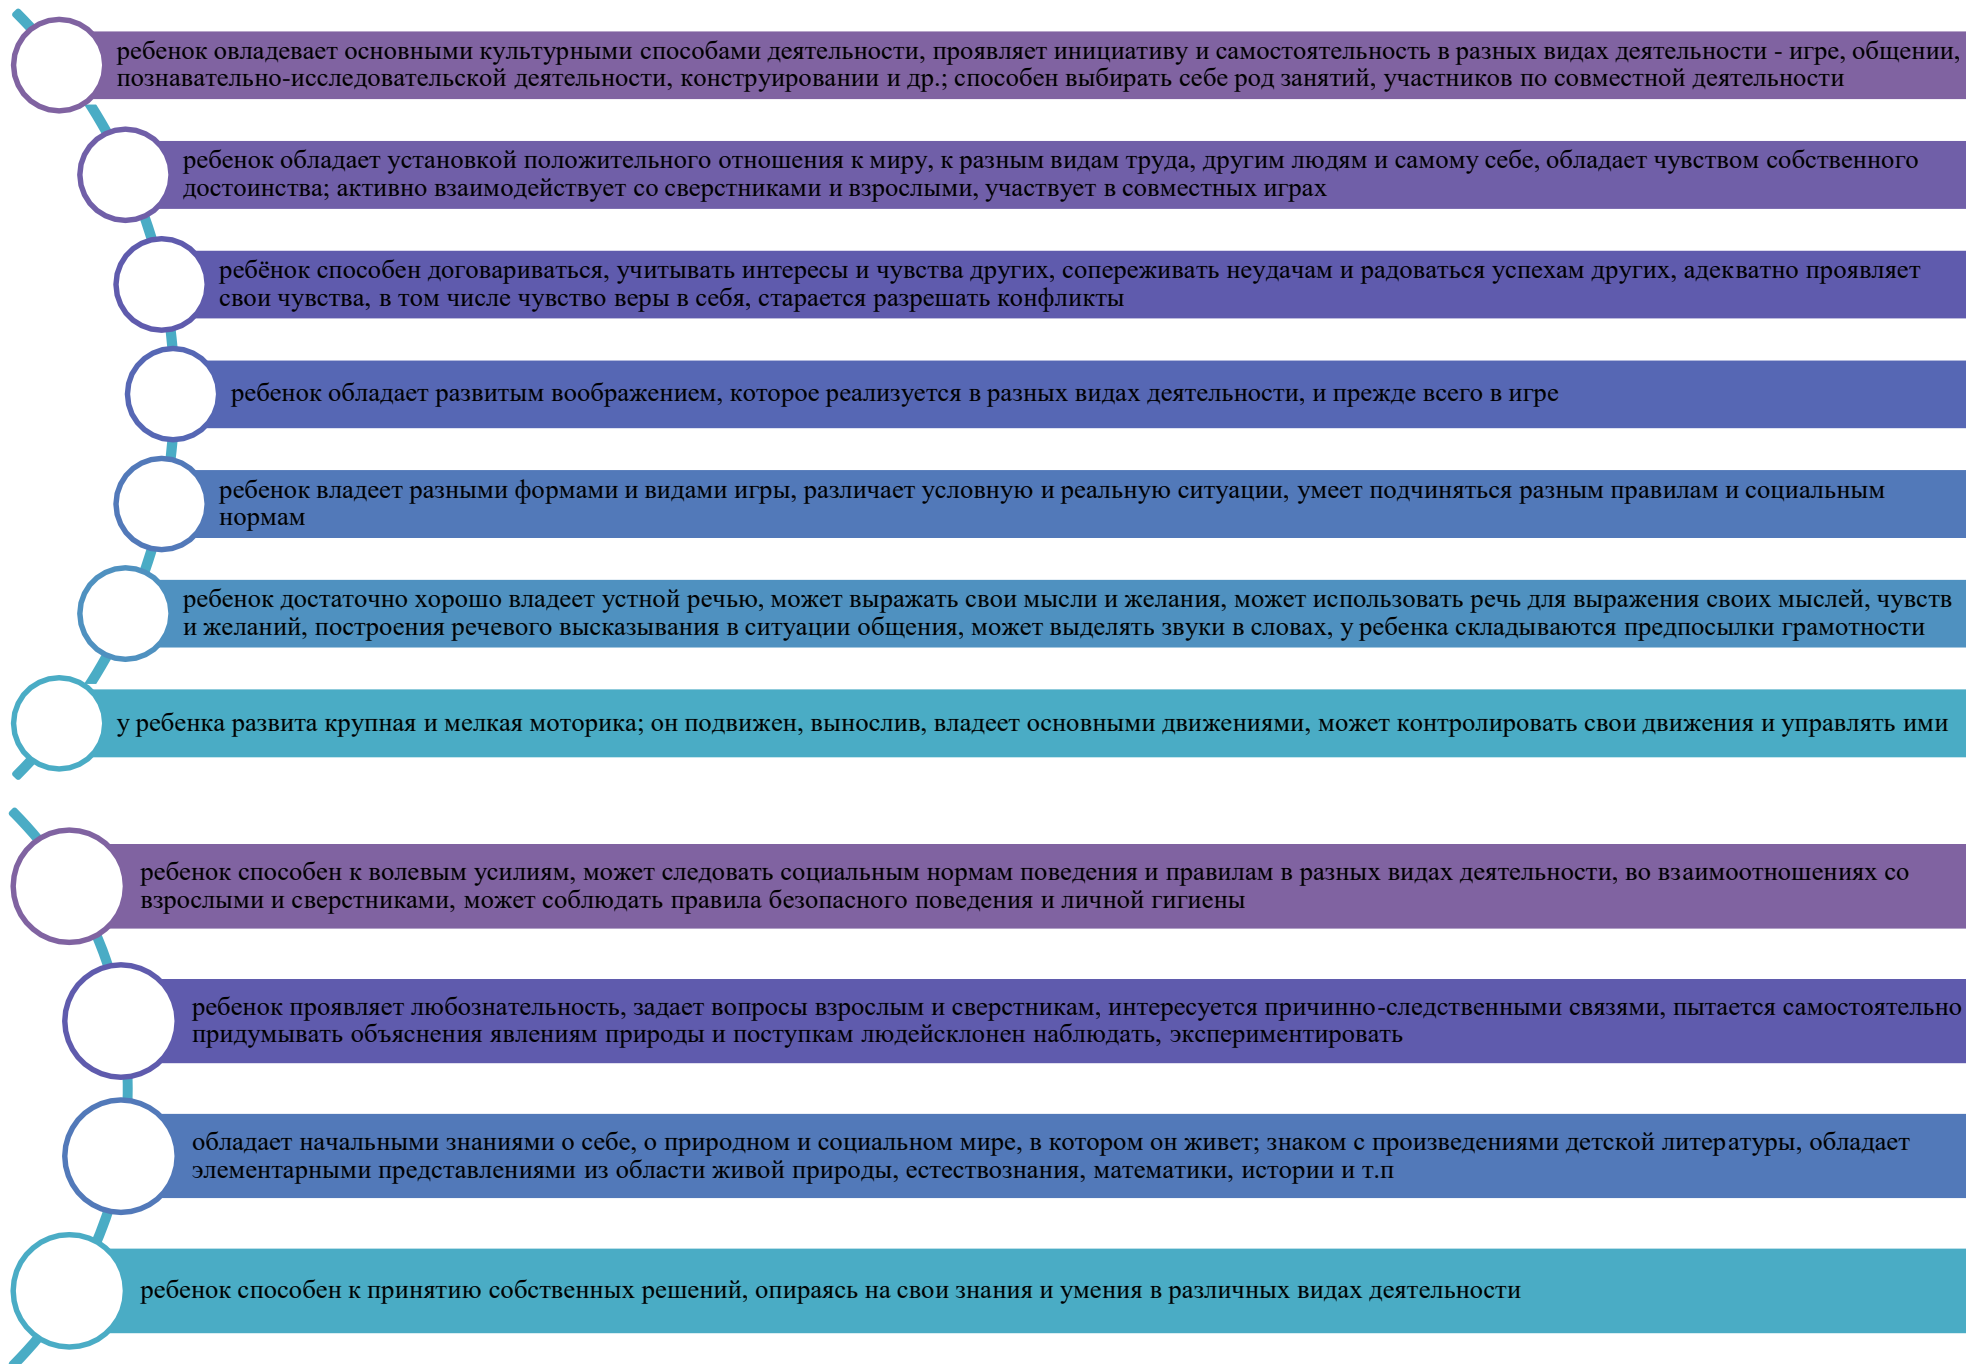 ребенок овладевает основными культурными способами деятельности, проявляет инициативу и самостоятельность в разных видах деятельности - игре, общении,
познавательно-исследовательской деятельности, конструировании и др.; способен выбирать себе род занятий, участников по совместной деятельности
ребенок обладает установкой положительного отношения к миру, к разным видам труда, другим людям и самому себе, обладает чувством собственного
достоинства; активно взаимодействует со сверстниками и взрослыми, участвует в совместных играх
ребёнок способен договариваться, учитывать интересы и чувства других, сопереживать неудачам и радоваться успехам других, адекватно проявляет
свои чувства, в том числе чувство веры в себя, старается разрешать конфликты
ребенок обладает развитым воображением, которое реализуется в разных видах деятельности, и прежде всего в игре
ребенок владеет разными формами и видами игры, различает условную и реальную ситуации, умеет подчиняться разным правилам и социальным
нормам
ребенок достаточно хорошо владеет устной речью, может выражать свои мысли и желания, может использовать речь для выражения своих мыслей, чувств
и желаний, построения речевого высказывания в ситуации общения, может выделять звуки в словах, у ребенка складываются предпосылки грамотности
у ребенка развита крупная и мелкая моторика; он подвижен, вынослив, владеет основными движениями, может контролировать свои движения и управлять ими
ребенок способен к волевым усилиям, может следовать социальным нормам поведения и правилам в разных видах деятельности, во взаимоотношениях со
взрослыми и сверстниками, может соблюдать правила безопасного поведения и личной гигиены
ребенок проявляет любознательность, задает вопросы взрослым и сверстникам, интересуется причинно-следственными связями, пытается самостоятельно
придумывать объяснения явлениям природы и поступкам людейсклонен наблюдать, экспериментировать
обладает начальными знаниями о себе, о природном и социальном мире, в котором он живет; знаком с произведениями детской литературы, обладает
элементарными представлениями из области живой природы, естествознания, математики, истории и т.п
ребенок способен к принятию собственных решений, опираясь на свои знания и умения в различных видах деятельности